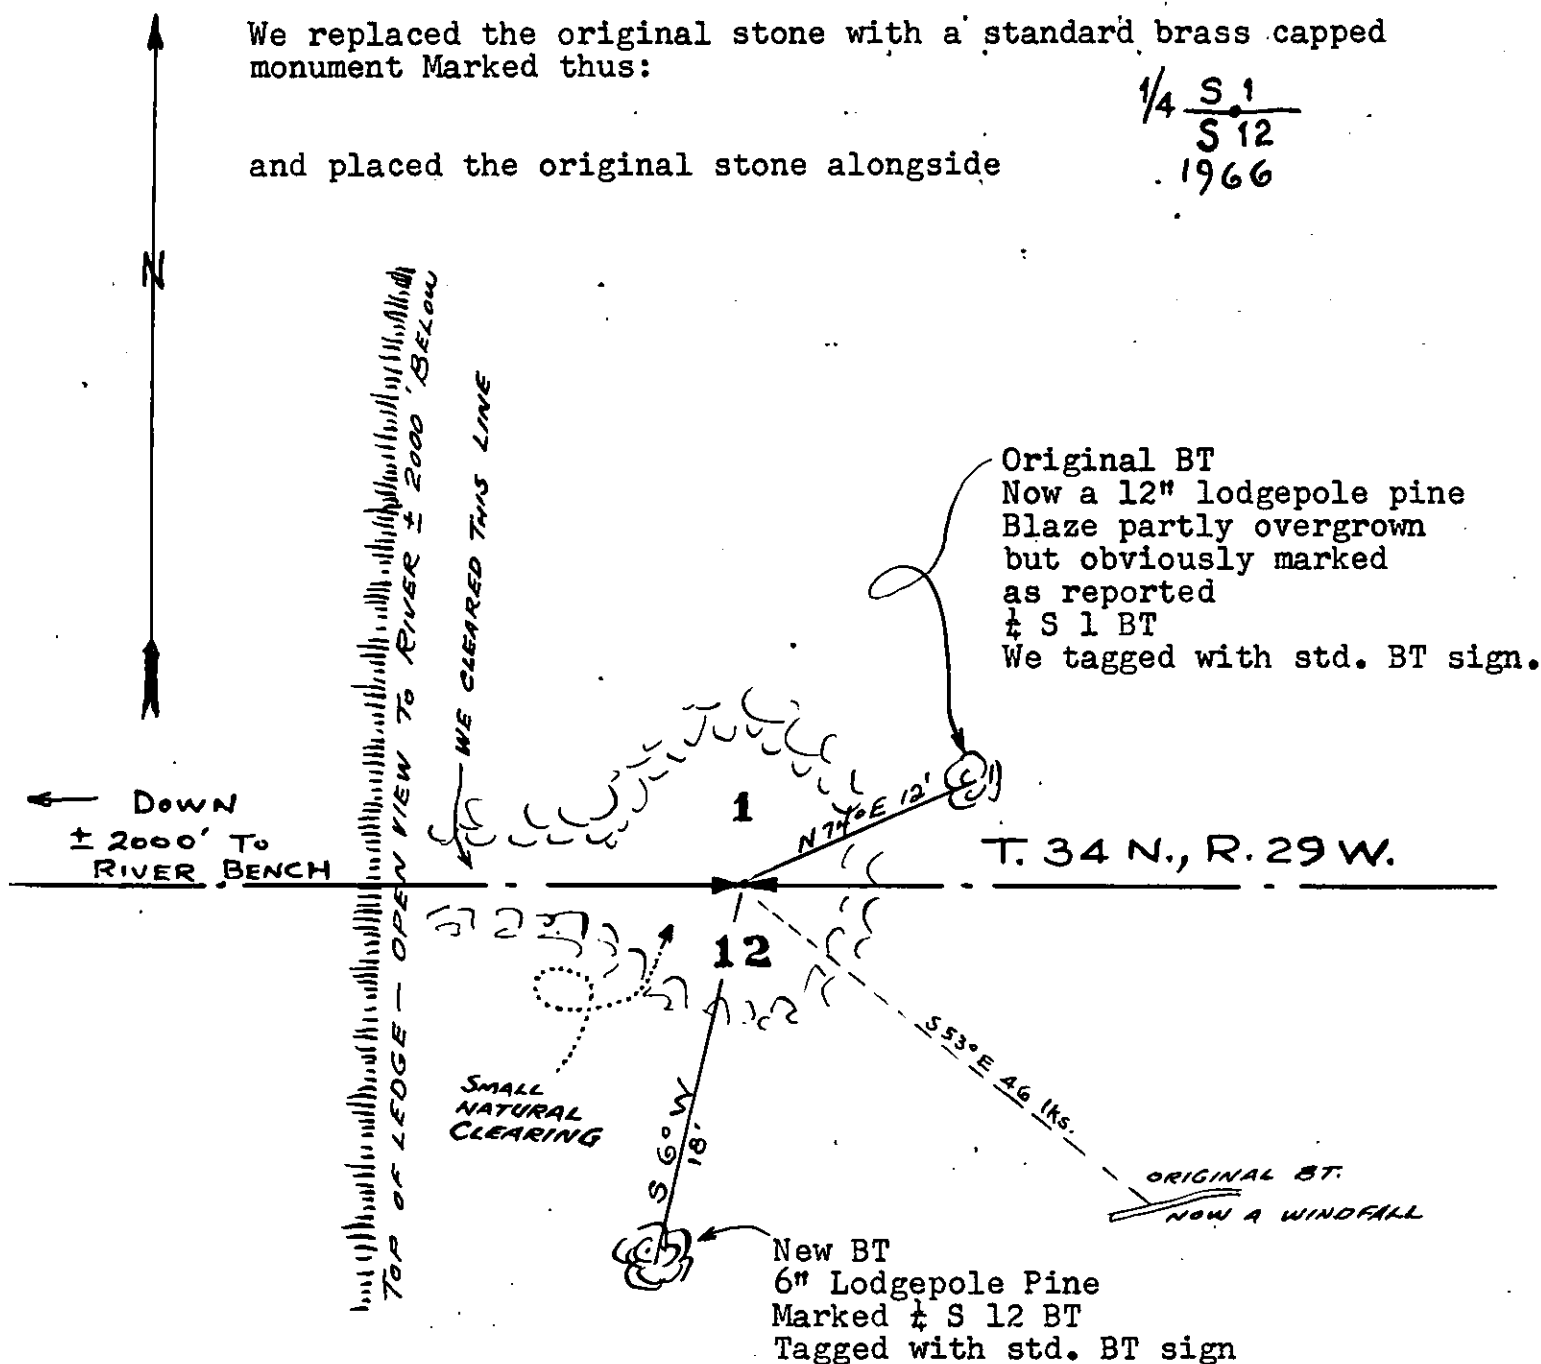 We replaced the original stone with a standard brass capped
monument Marked thus:
1/4 S 1
S 12
1966
and placed the original stone alongside
N
TOP OF LEDGE — OPEN VIEW TO RIVER ± 2000' BELOW
WE CLEARED THIS LINE
Original BT
Now a 12" lodgepole pine
Blaze partly overgrown
but obviously marked
as reported
¼ S 1 BT
We tagged with std. BT sign.
DOWN
± 2000' TO
RIVER BENCH
1
N 74° E 12'
T. 34 N., R. 29 W.
12
S 53° E 46 lks.
SMALL
NATURAL
CLEARING
S 6° W
18'
ORIGINAL BT.
NOW A WINDFALL
New BT
6" Lodgepole Pine
Marked ¼ S 12 BT
Tagged with std. BT sign